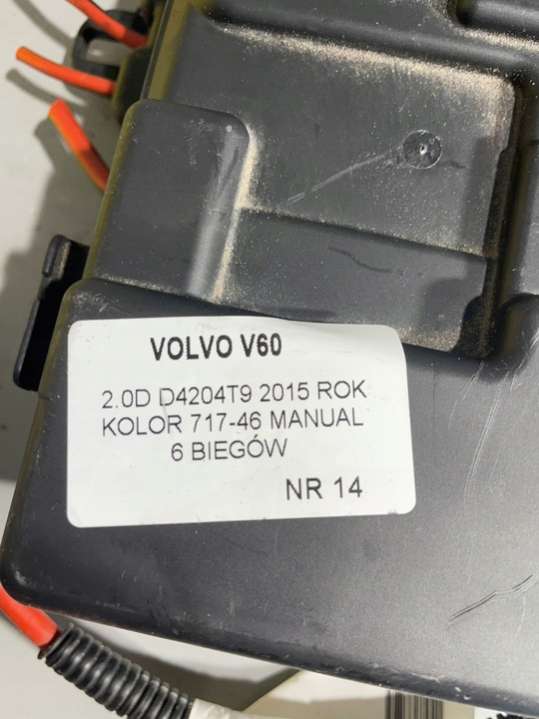 VOLVO V60
2.0D D4204T9 2015 ROK
KOLOR 717-46 MANUAL
6 BIEGÓW
NR 14